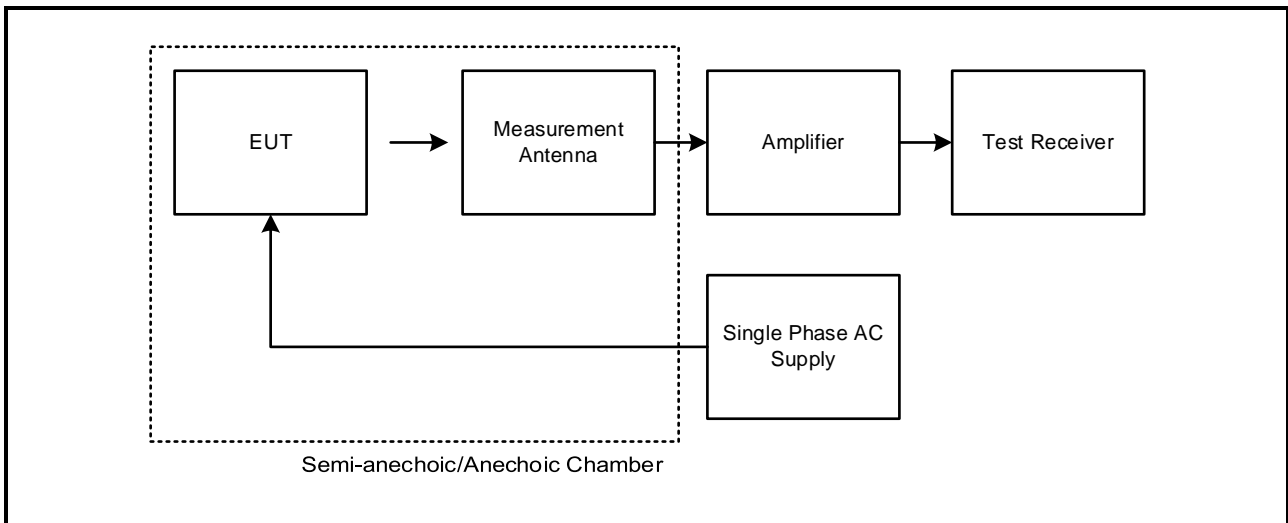 EUT
Measurement
Antenna
Amplifier
Test Receiver
Single Phase AC
Supply
Semi-anechoic/Anechoic Chamber